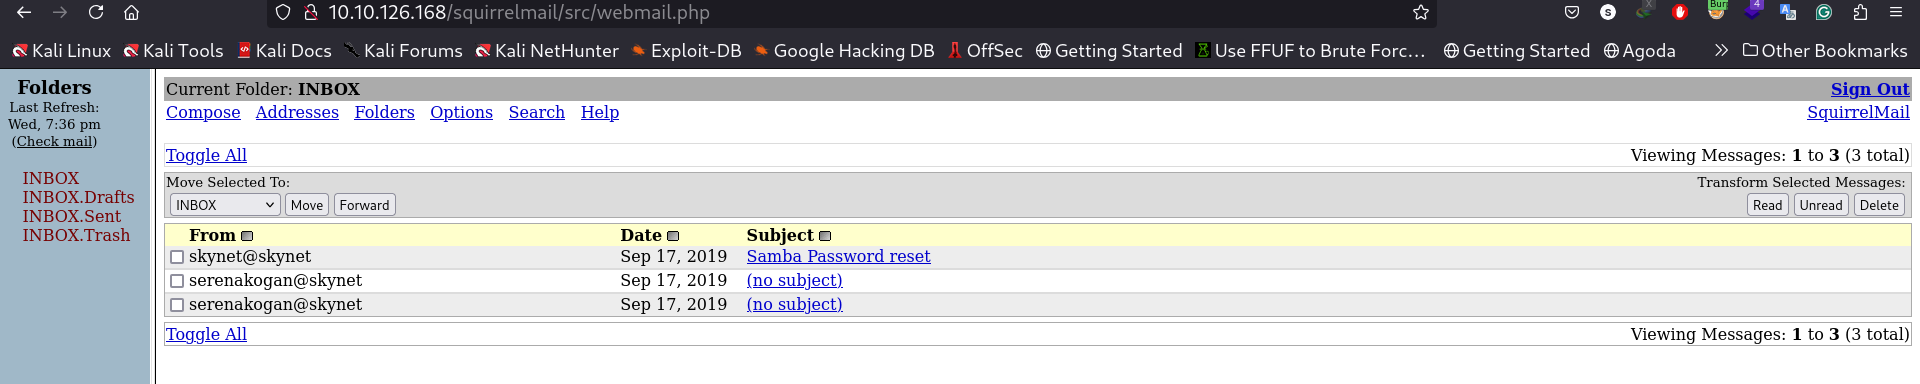 10.10.126.168/squirrelmail/src/webmail.php
S X Burp 4
Kali Linux Kali Tools Kali Docs Kali Forums Kali NetHunter Exploit-DB Google Hacking DB OffSec Getting Started Use FFUF to Brute Forc… Getting Started Agoda Other Bookmarks
Folders
Last Refresh:
Wed, 7:36 pm
(Check mail)
INBOX
INBOX.Drafts
INBOX.Sent
INBOX.Trash
Current Folder: INBOX Sign Out
Compose Addresses Folders Options Search Help SquirrelMail
Toggle All Viewing Messages: 1 to 3 (3 total)
Move Selected To: Transform Selected Messages:
INBOX Move Forward Read Unread Delete
From Date Subject
skynet@skynet Sep 17, 2019 Samba Password reset
serenakogan@skynet Sep 17, 2019 (no subject)
serenakogan@skynet Sep 17, 2019 (no subject)
Toggle All Viewing Messages: 1 to 3 (3 total)